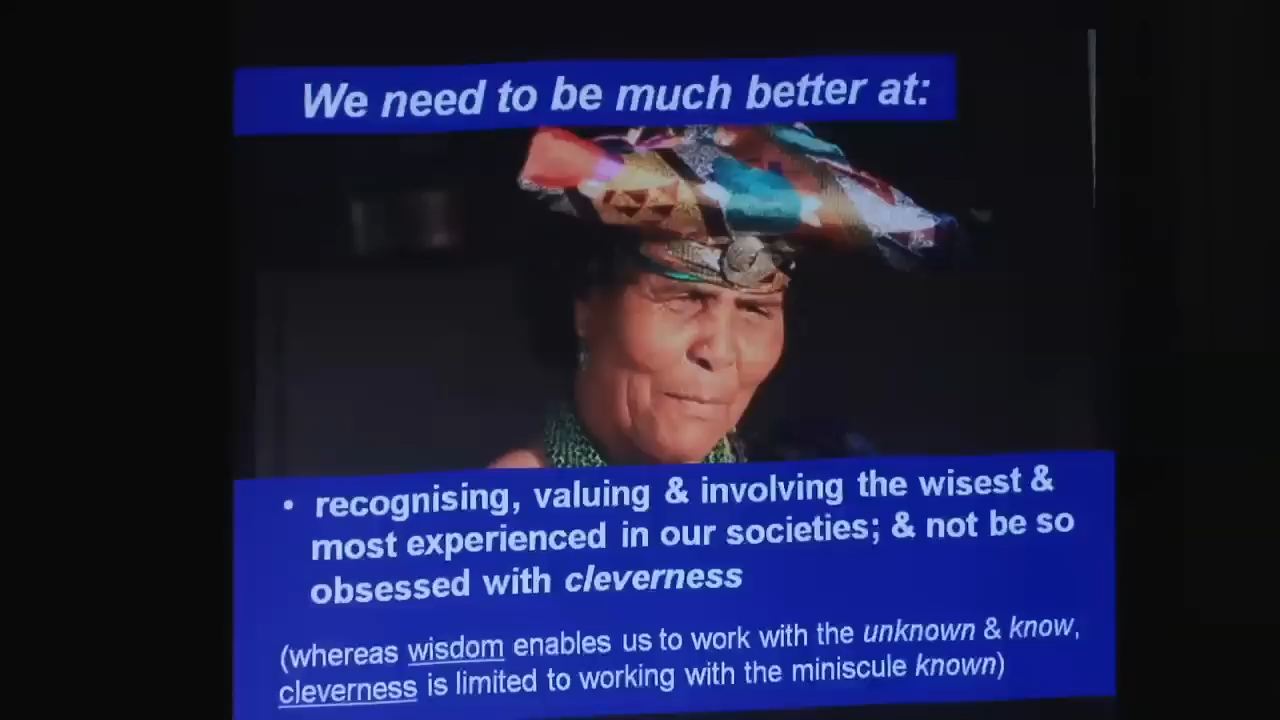 We need to be much better at:
• recognising, valuing & involving the wisest &
most experienced in our societies; & not be so
obsessed with cleverness
(whereas wisdom enables us to work with the unknown & know,
cleverness is limited to working with the miniscule known)